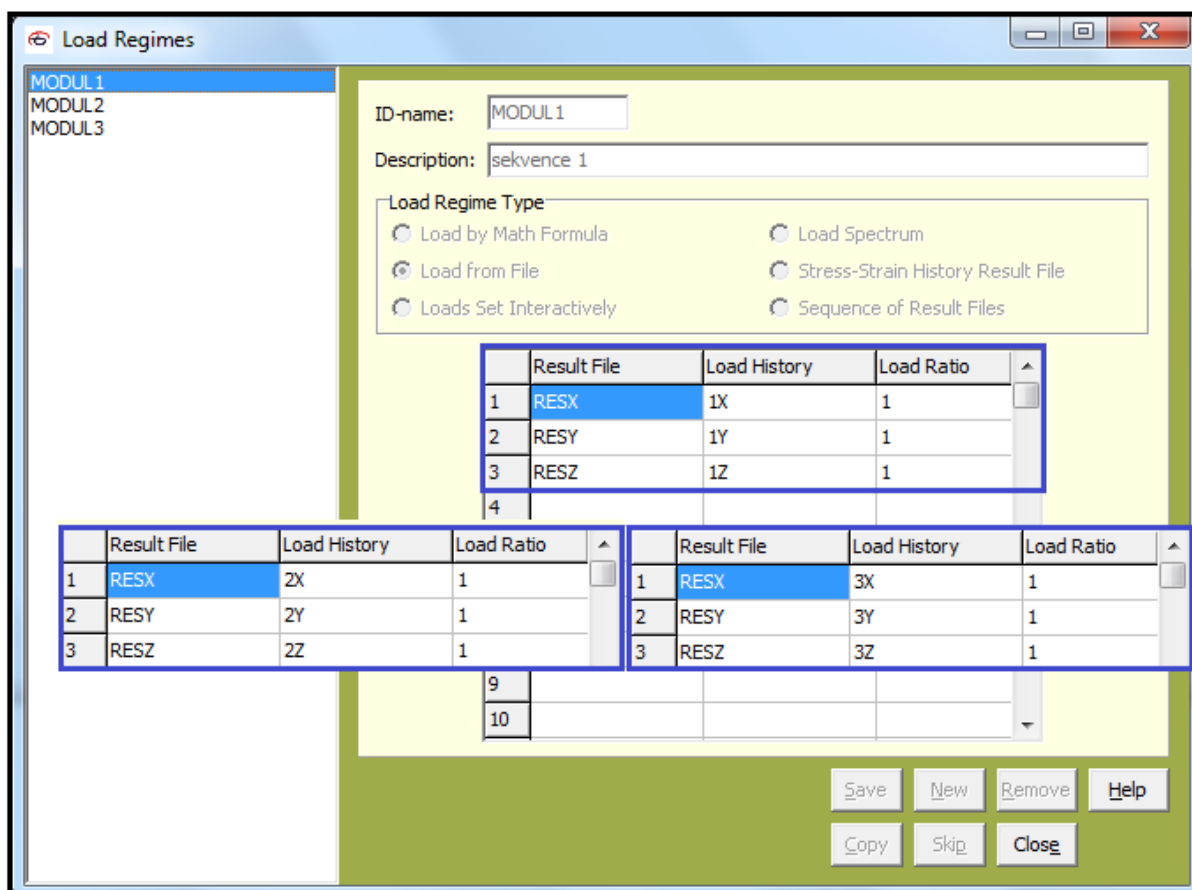 Load Regimes
MODUL1
MODUL2
MODUL3
ID-name: MODUL1
Description: sekvence 1
Load Regime Type
Load by Math Formula Load Spectrum
Load from File Stress-Strain History Result File
Loads Set Interactively Sequence of Result Files
Result File Load History Load Ratio
1 RESX 1X 1
2 RESY 1Y 1
3 RESZ 1Z 1
4
Result File Load History Load Ratio
1 RESX 2X 1
2 RESY 2Y 1
3 RESZ 2Z 1
Result File Load History Load Ratio
1 RESX 3X 1
2 RESY 3Y 1
3 RESZ 3Z 1
9
10
Save New Remove Help
Copy Skip Close